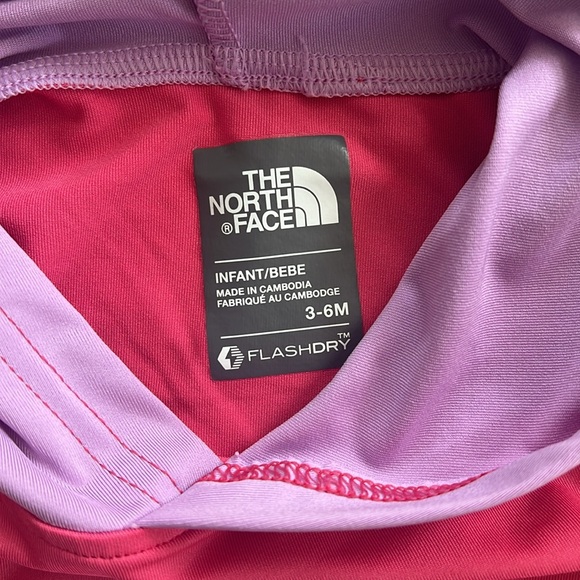 THE
NORTH
®FACE
INFANT/BEBE
MADE IN CAMBODIA
FABRIQUÉ AU CAMBODGE
3-6M
FLASHDRY™